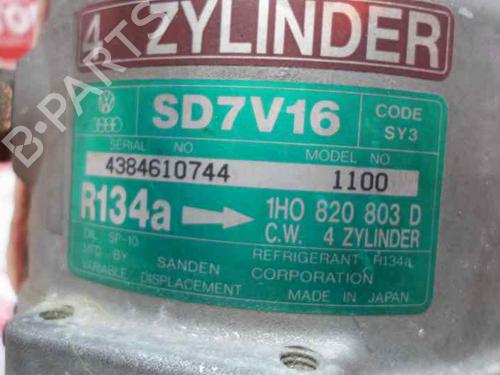 4 ZYLINDER
SD7V16
CODE
SY3
SERIAL NO
MODEL NO
4384610744
1100
R134a
1H0 820 803 D
C.W. 4 ZYLINDER
OIL SP-10
REFRIGERANT R134a
MFD BY SANDEN CORPORATION
VARIABLE DISPLACEMENT
MADE IN JAPAN
B-PARTS